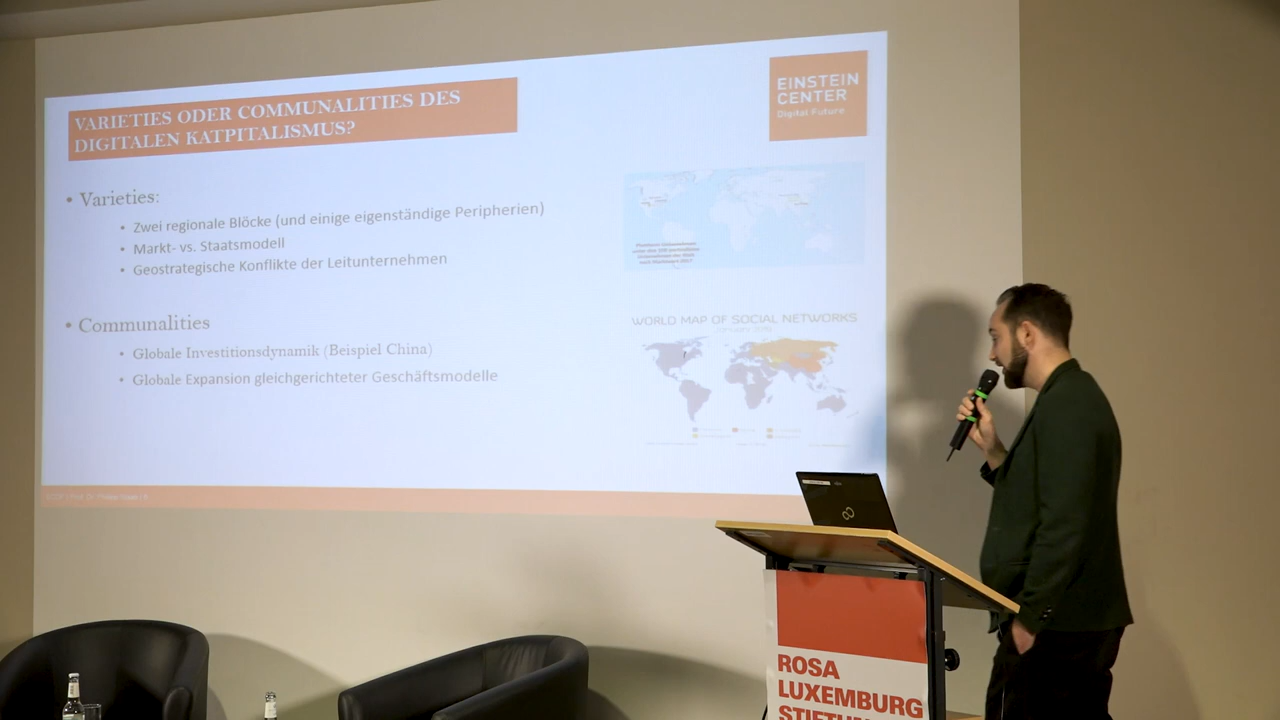 VARIETIES ODER COMMUNALITIES DES
DIGITALEN KATPITALISMUS?
EINSTEIN
CENTER
Digital Future
• Varieties:
• Zwei regionale Blöcke (und einige eigenständige Peripherien)
• Markt- vs. Staatsmodell
• Geostrategische Konflikte der Leitunternehmen
• Communalities
• Globale Investitionsdynamik (Beispiel China)
• Globale Expansion gleichgerichteter Geschäftsmodelle
WORLD MAP OF SOCIAL NETWORKS
ROSA
LUXEMBURG
STIFTUNG